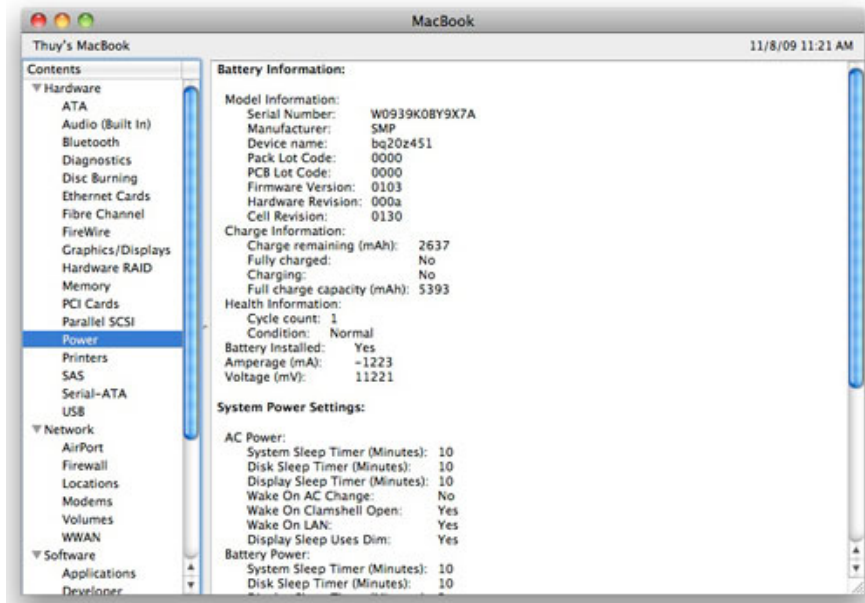 MacBook
Thuy's MacBook 11/8/09 11:21 AM
Contents
Hardware
ATA
Audio (Built In)
Bluetooth
Diagnostics
Disc Burning
Ethernet Cards
Fibre Channel
FireWire
Graphics/Displays
Hardware RAID
Memory
PCI Cards
Parallel SCSI
Power
Printers
SAS
Serial-ATA
USB
Network
AirPort
Firewall
Locations
Modems
Volumes
WWAN
Software
Applications
Developer
Battery Information:
Model Information:
Serial Number: W0939K08Y9X7A
Manufacturer: SMP
Device name: bq20z451
Pack Lot Code: 0000
PCB Lot Code: 0000
Firmware Version: 0103
Hardware Revision: 000a
Cell Revision: 0130
Charge Information:
Charge remaining (mAh): 2637
Fully charged: No
Charging: No
Full charge capacity (mAh): 5393
Health Information:
Cycle count: 1
Condition: Normal
Battery Installed: Yes
Amperage (mA): -1223
Voltage (mV): 11221
System Power Settings:
AC Power:
System Sleep Timer (Minutes): 10
Disk Sleep Timer (Minutes): 10
Display Sleep Timer (Minutes): 10
Wake On AC Change: No
Wake On Clamshell Open: Yes
Wake On LAN: Yes
Display Sleep Uses Dim: Yes
Battery Power:
System Sleep Timer (Minutes): 10
Disk Sleep Timer (Minutes): 10